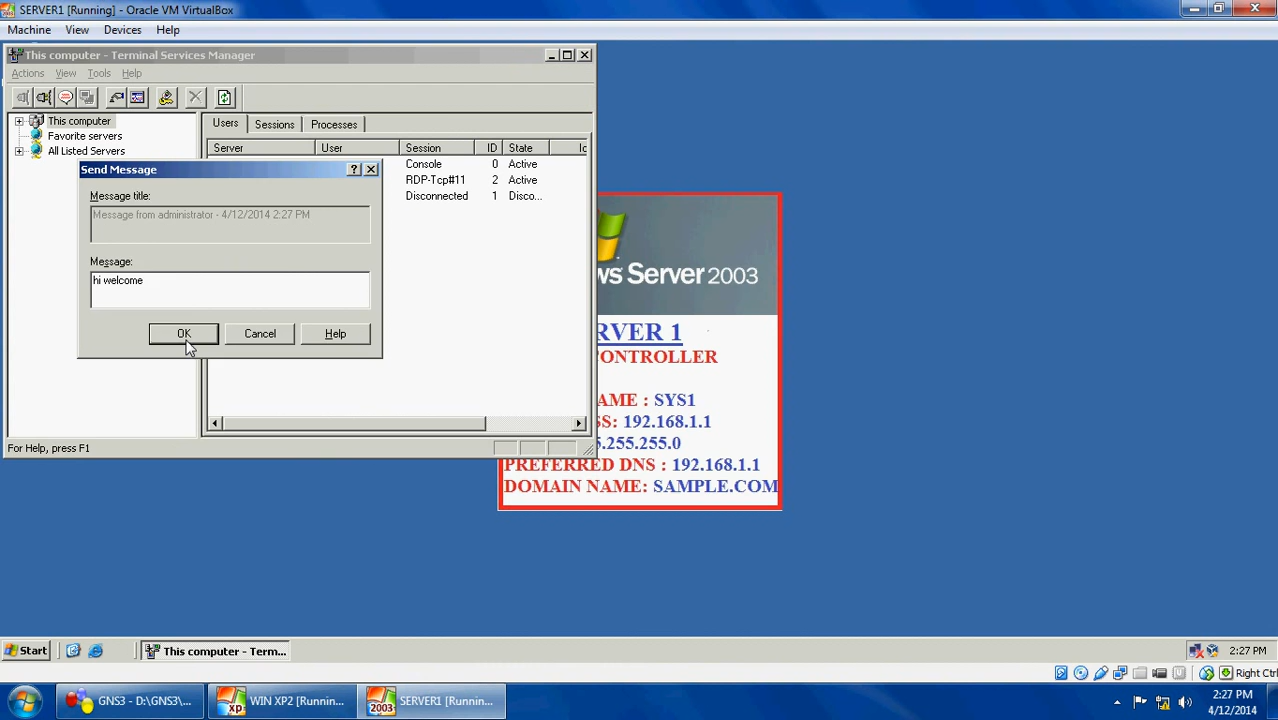 SERVER1 [Running] - Oracle VM VirtualBox
Machine View Devices Help
This computer - Terminal Services Manager
Actions View Tools Help
This computer
Favorite servers
All Listed Servers
Users Sessions Processes
Server User Session ID State
Console 0 Active
RDP-Tcp#11 2 Active
Disconnected 1 Disco...
Send Message
Message title:
Message from administrator - 4/12/2014 2:27 PM
Message:
hi welcome
OK Cancel Help
For Help, press F1
ws Server 2003
RVER 1
ONTROLLER
AME : SYS1
SS: 192.168.1.1
5.255.255.0
PREFERRED DNS : 192.168.1.1
DOMAIN NAME: SAMPLE.COM
Start
This computer - Term...
2:27 PM
Right Ctrl
GNS3 - D:\GNS3\...
WIN XP2 [Running...
SERVER1 [Runnin...
2:27 PM
4/12/2014